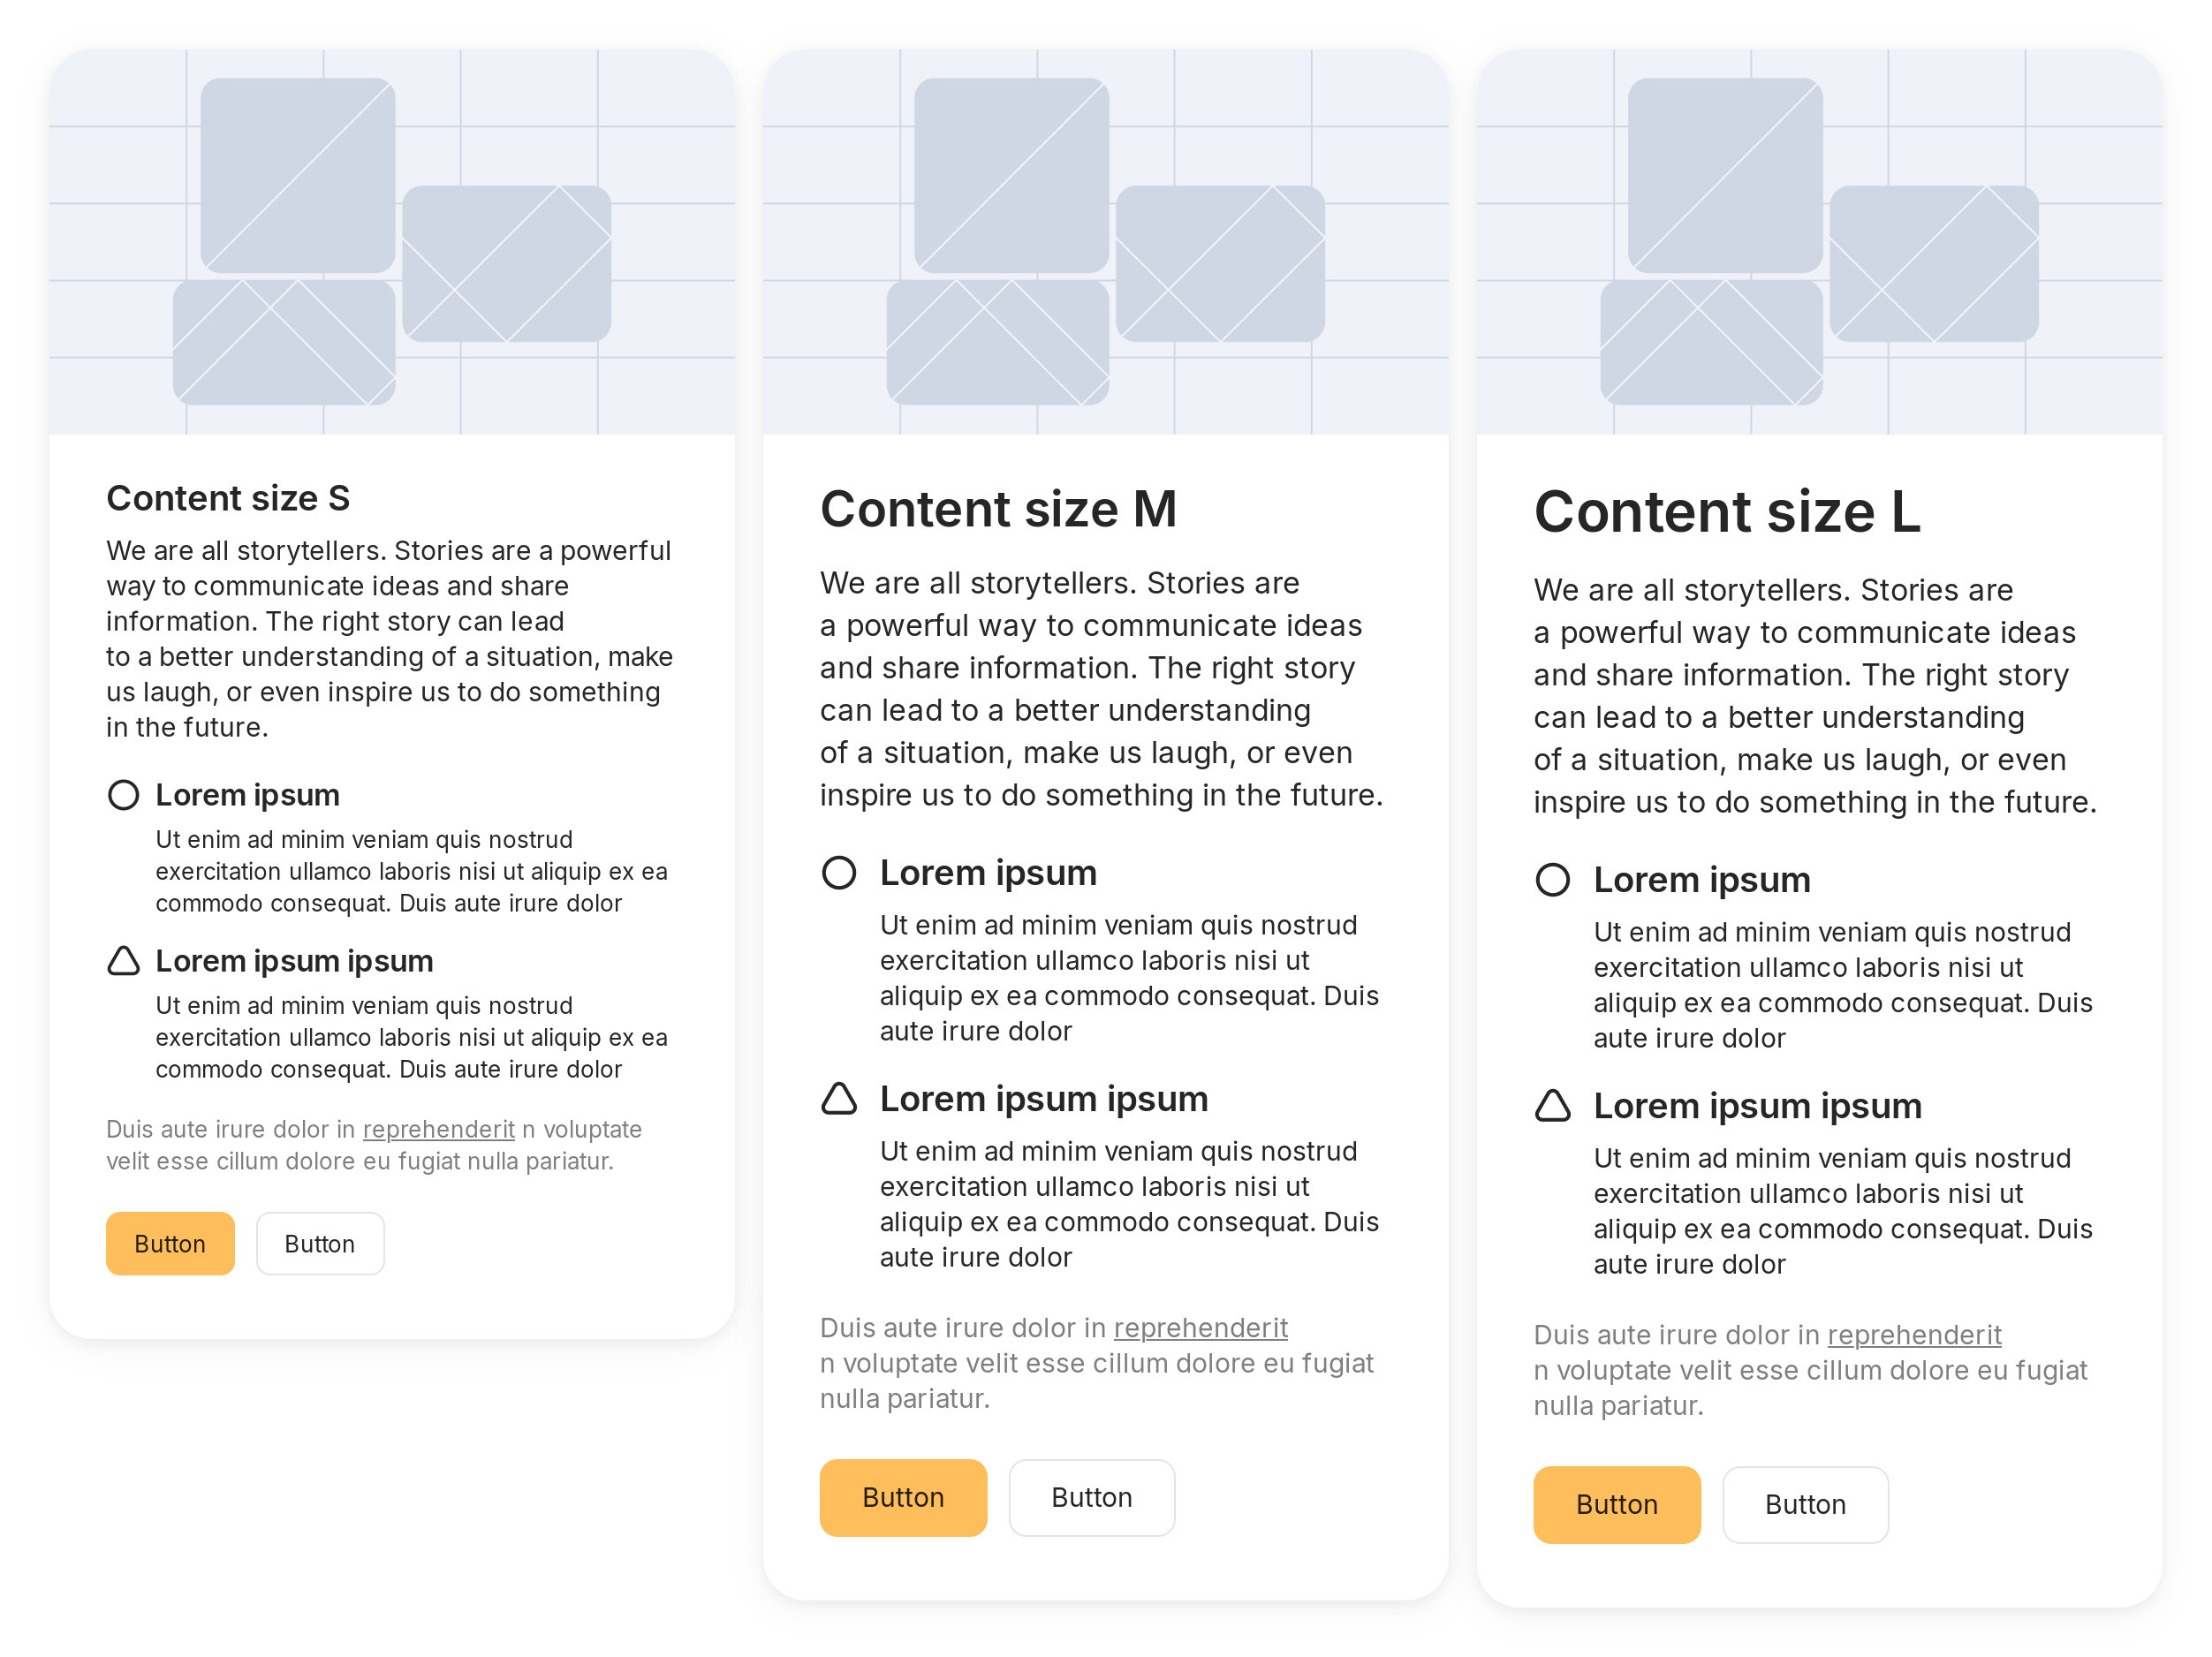 Content size S
We are all storytellers. Stories are a powerful
way to communicate ideas and share
information. The right story can lead
to a better understanding of a situation, make
us laugh, or even inspire us to do something
in the future.
Lorem ipsum
Ut enim ad minim veniam quis nostrud
exercitation ullamco laboris nisi ut aliquip ex ea
commodo consequat. Duis aute irure dolor
Lorem ipsum ipsum
Ut enim ad minim veniam quis nostrud
exercitation ullamco laboris nisi ut aliquip ex ea
commodo consequat. Duis aute irure dolor
Duis aute irure dolor in reprehenderit n voluptate
velit esse cillum dolore eu fugiat nulla pariatur.
Button Button
Content size M
We are all storytellers. Stories are
a powerful way to communicate ideas
and share information. The right story
can lead to a better understanding
of a situation, make us laugh, or even
inspire us to do something in the future.
Lorem ipsum
Ut enim ad minim veniam quis nostrud
exercitation ullamco laboris nisi ut
aliquip ex ea commodo consequat. Duis
aute irure dolor
Lorem ipsum ipsum
Ut enim ad minim veniam quis nostrud
exercitation ullamco laboris nisi ut
aliquip ex ea commodo consequat. Duis
aute irure dolor
Duis aute irure dolor in reprehenderit
n voluptate velit esse cillum dolore eu fugiat
nulla pariatur.
Button Button
Content size L
We are all storytellers. Stories are
a powerful way to communicate ideas
and share information. The right story
can lead to a better understanding
of a situation, make us laugh, or even
inspire us to do something in the future.
Lorem ipsum
Ut enim ad minim veniam quis nostrud
exercitation ullamco laboris nisi ut
aliquip ex ea commodo consequat. Duis
aute irure dolor
Lorem ipsum ipsum
Ut enim ad minim veniam quis nostrud
exercitation ullamco laboris nisi ut
aliquip ex ea commodo consequat. Duis
aute irure dolor
Duis aute irure dolor in reprehenderit
n voluptate velit esse cillum dolore eu fugiat
nulla pariatur.
Button Button